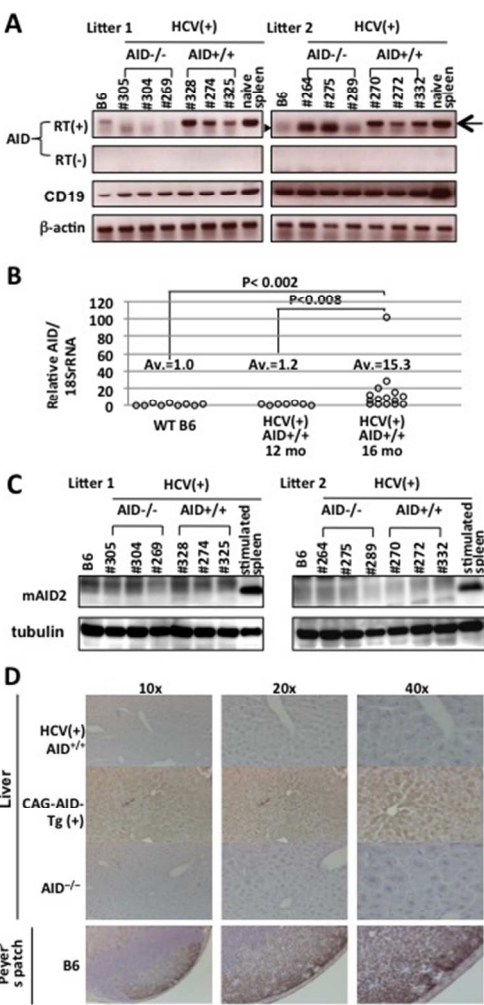 A
Litter 1 HCV(+) Litter 2 HCV(+)
AID-/- AID+/+ AID-/- AID+/+
B6 #305 #304 #269 #328 #274 #325 naive spleen B6 #264 #275 #289 #270 #272 #332 naive spleen
AID RT(+)
RT(-)
CD19
β-actin
B
P< 0.002
P<0.008
Relative AID/
18SrRNA
120
100
80
60
40
20
0
Av.=1.0 Av.=1.2 Av.=15.3
WT B6 HCV(+) HCV(+)
AID+/+ AID+/+
12 mo 16 mo
C
Litter 1 HCV(+) Litter 2 HCV(+)
AID-/- AID+/+ AID-/- AID+/+
B6 #305 #304 #269 #328 #274 #325 stimulated spleen B6 #264 #275 #289 #270 #272 #332 stimulated spleen
mAID2
tubulin
D
10x 20x 40x
Liver
HCV(+)
AID+/+
CAG-AID-
Tg (+)
AID-/-
Peyer'
s patch
B6